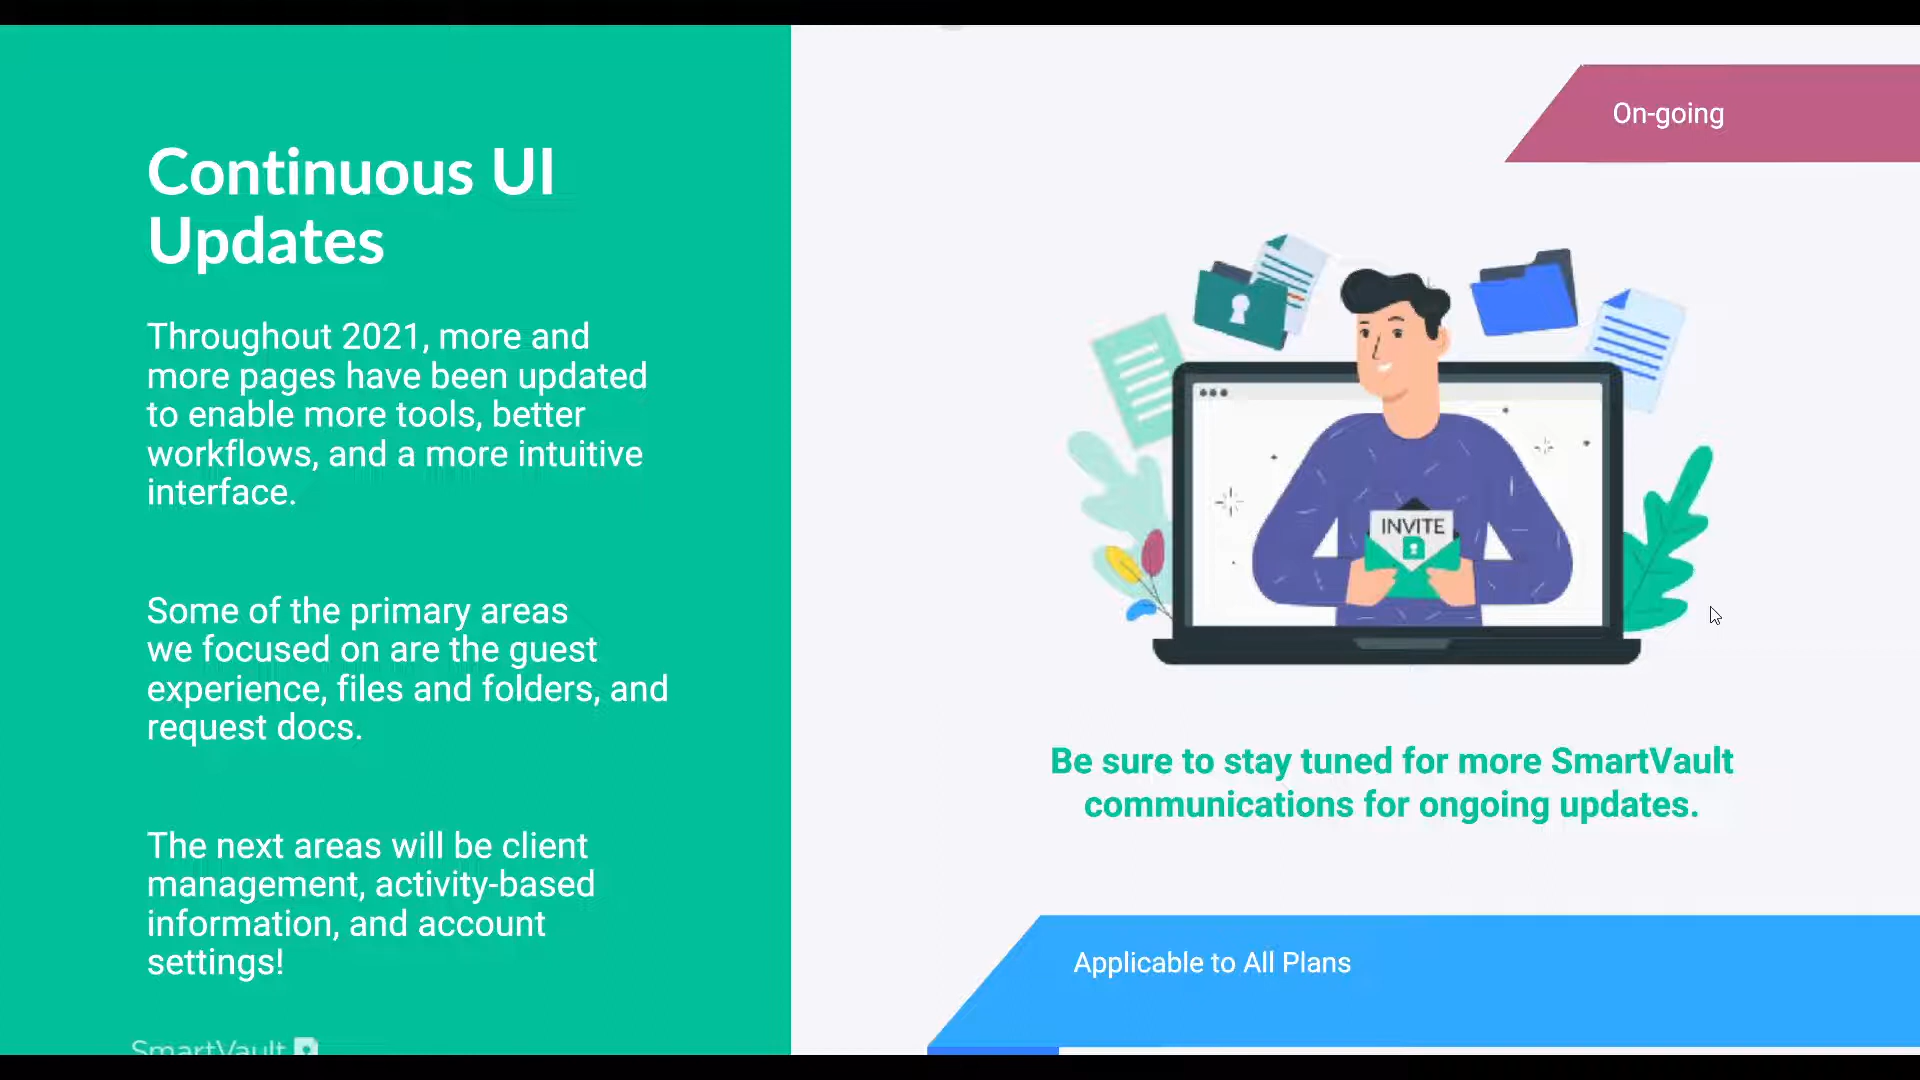 On-going
Continuous UI
Updates
Throughout 2021, more and
more pages have been updated
to enable more tools, better
workflows, and a more intuitive
interface.
Some of the primary areas
we focused on are the guest
experience, files and folders, and
request docs.
The next areas will be client
management, activity-based
information, and account
settings!
SmartVault
INVITE
Be sure to stay tuned for more SmartVault
communications for ongoing updates.
Applicable to All Plans